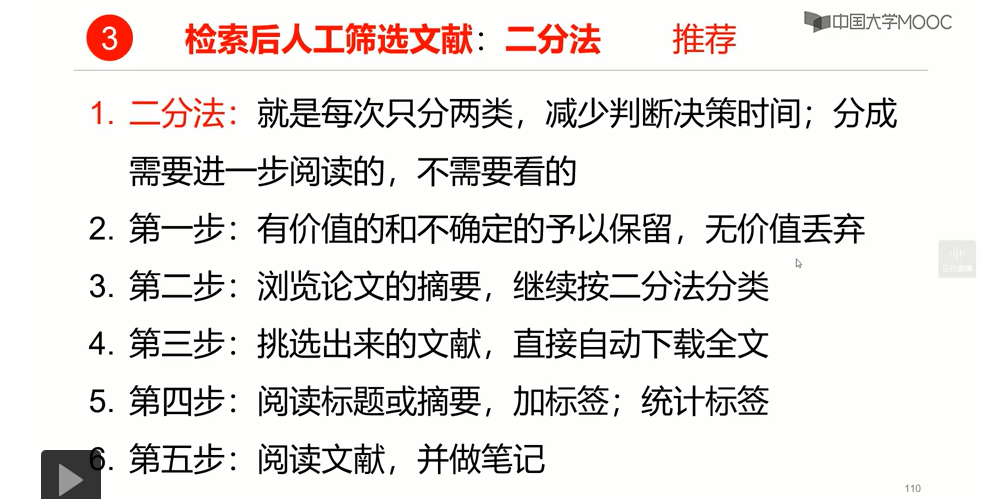 3 检索后人工筛选文献：二分法 推荐
中国大学MOOC
1. 二分法：就是每次只分两类，减少判断决策时间；分成
需要进一步阅读的，不需要看的
2. 第一步：有价值的和不确定的予以保留，无价值丢弃
3. 第二步：浏览论文的摘要，继续按二分法分类
4. 第三步：挑选出来的文献，直接自动下载全文
5. 第四步：阅读标题或摘要，加标签；统计标签
6. 第五步：阅读文献，并做笔记
110